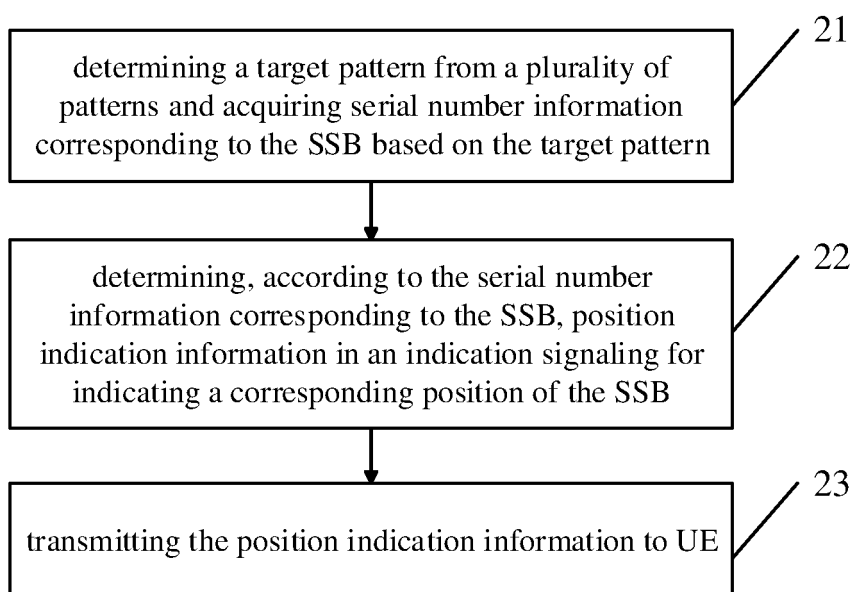 21
determining a target pattern from a plurality of
patterns and acquiring serial number information
corresponding to the SSB based on the target pattern
22
determining, according to the serial number
information corresponding to the SSB, position
indication information in an indication signaling for
indicating a corresponding position of the SSB
23
transmitting the position indication information to UE